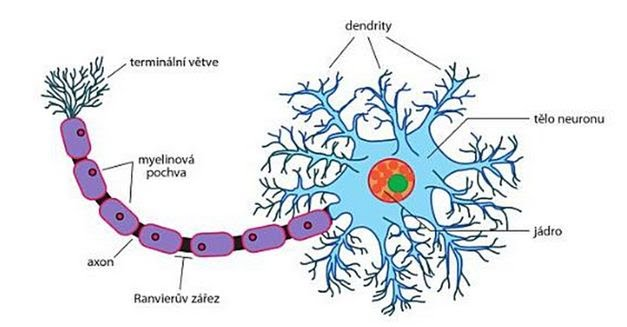 dendrity
terminální větve
tělo neuronu
myelinová
pochva
jádro
axon
Ranvierův zářez